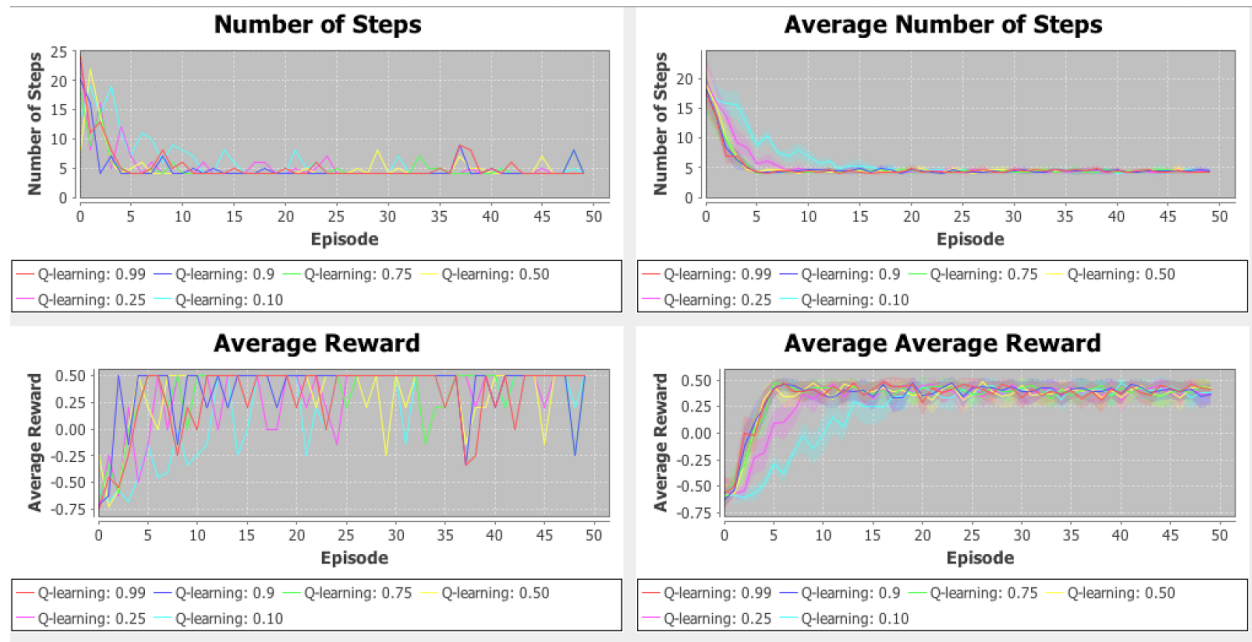 Number of Steps
Number of Steps
25
20
15
10
5
0
0 5 10 15 20 25 30 35 40 45 50
Episode
Q-learning: 0.99 Q-learning: 0.9 Q-learning: 0.75 Q-learning: 0.50
Q-learning: 0.25 Q-learning: 0.10
Average Number of Steps
Number of Steps
20
15
10
5
0
0 5 10 15 20 25 30 35 40 45 50
Episode
Q-learning: 0.99 Q-learning: 0.9 Q-learning: 0.75 Q-learning: 0.50
Q-learning: 0.25 Q-learning: 0.10
Average Reward
Average Reward
0.50
0.25
0.00
-0.25
-0.50
-0.75
0 5 10 15 20 25 30 35 40 45 50
Episode
Q-learning: 0.99 Q-learning: 0.9 Q-learning: 0.75 Q-learning: 0.50
Q-learning: 0.25 Q-learning: 0.10
Average Average Reward
Average Reward
0.50
0.25
0.00
-0.25
-0.50
-0.75
0 5 10 15 20 25 30 35 40 45 50
Episode
Q-learning: 0.99 Q-learning: 0.9 Q-learning: 0.75 Q-learning: 0.50
Q-learning: 0.25 Q-learning: 0.10